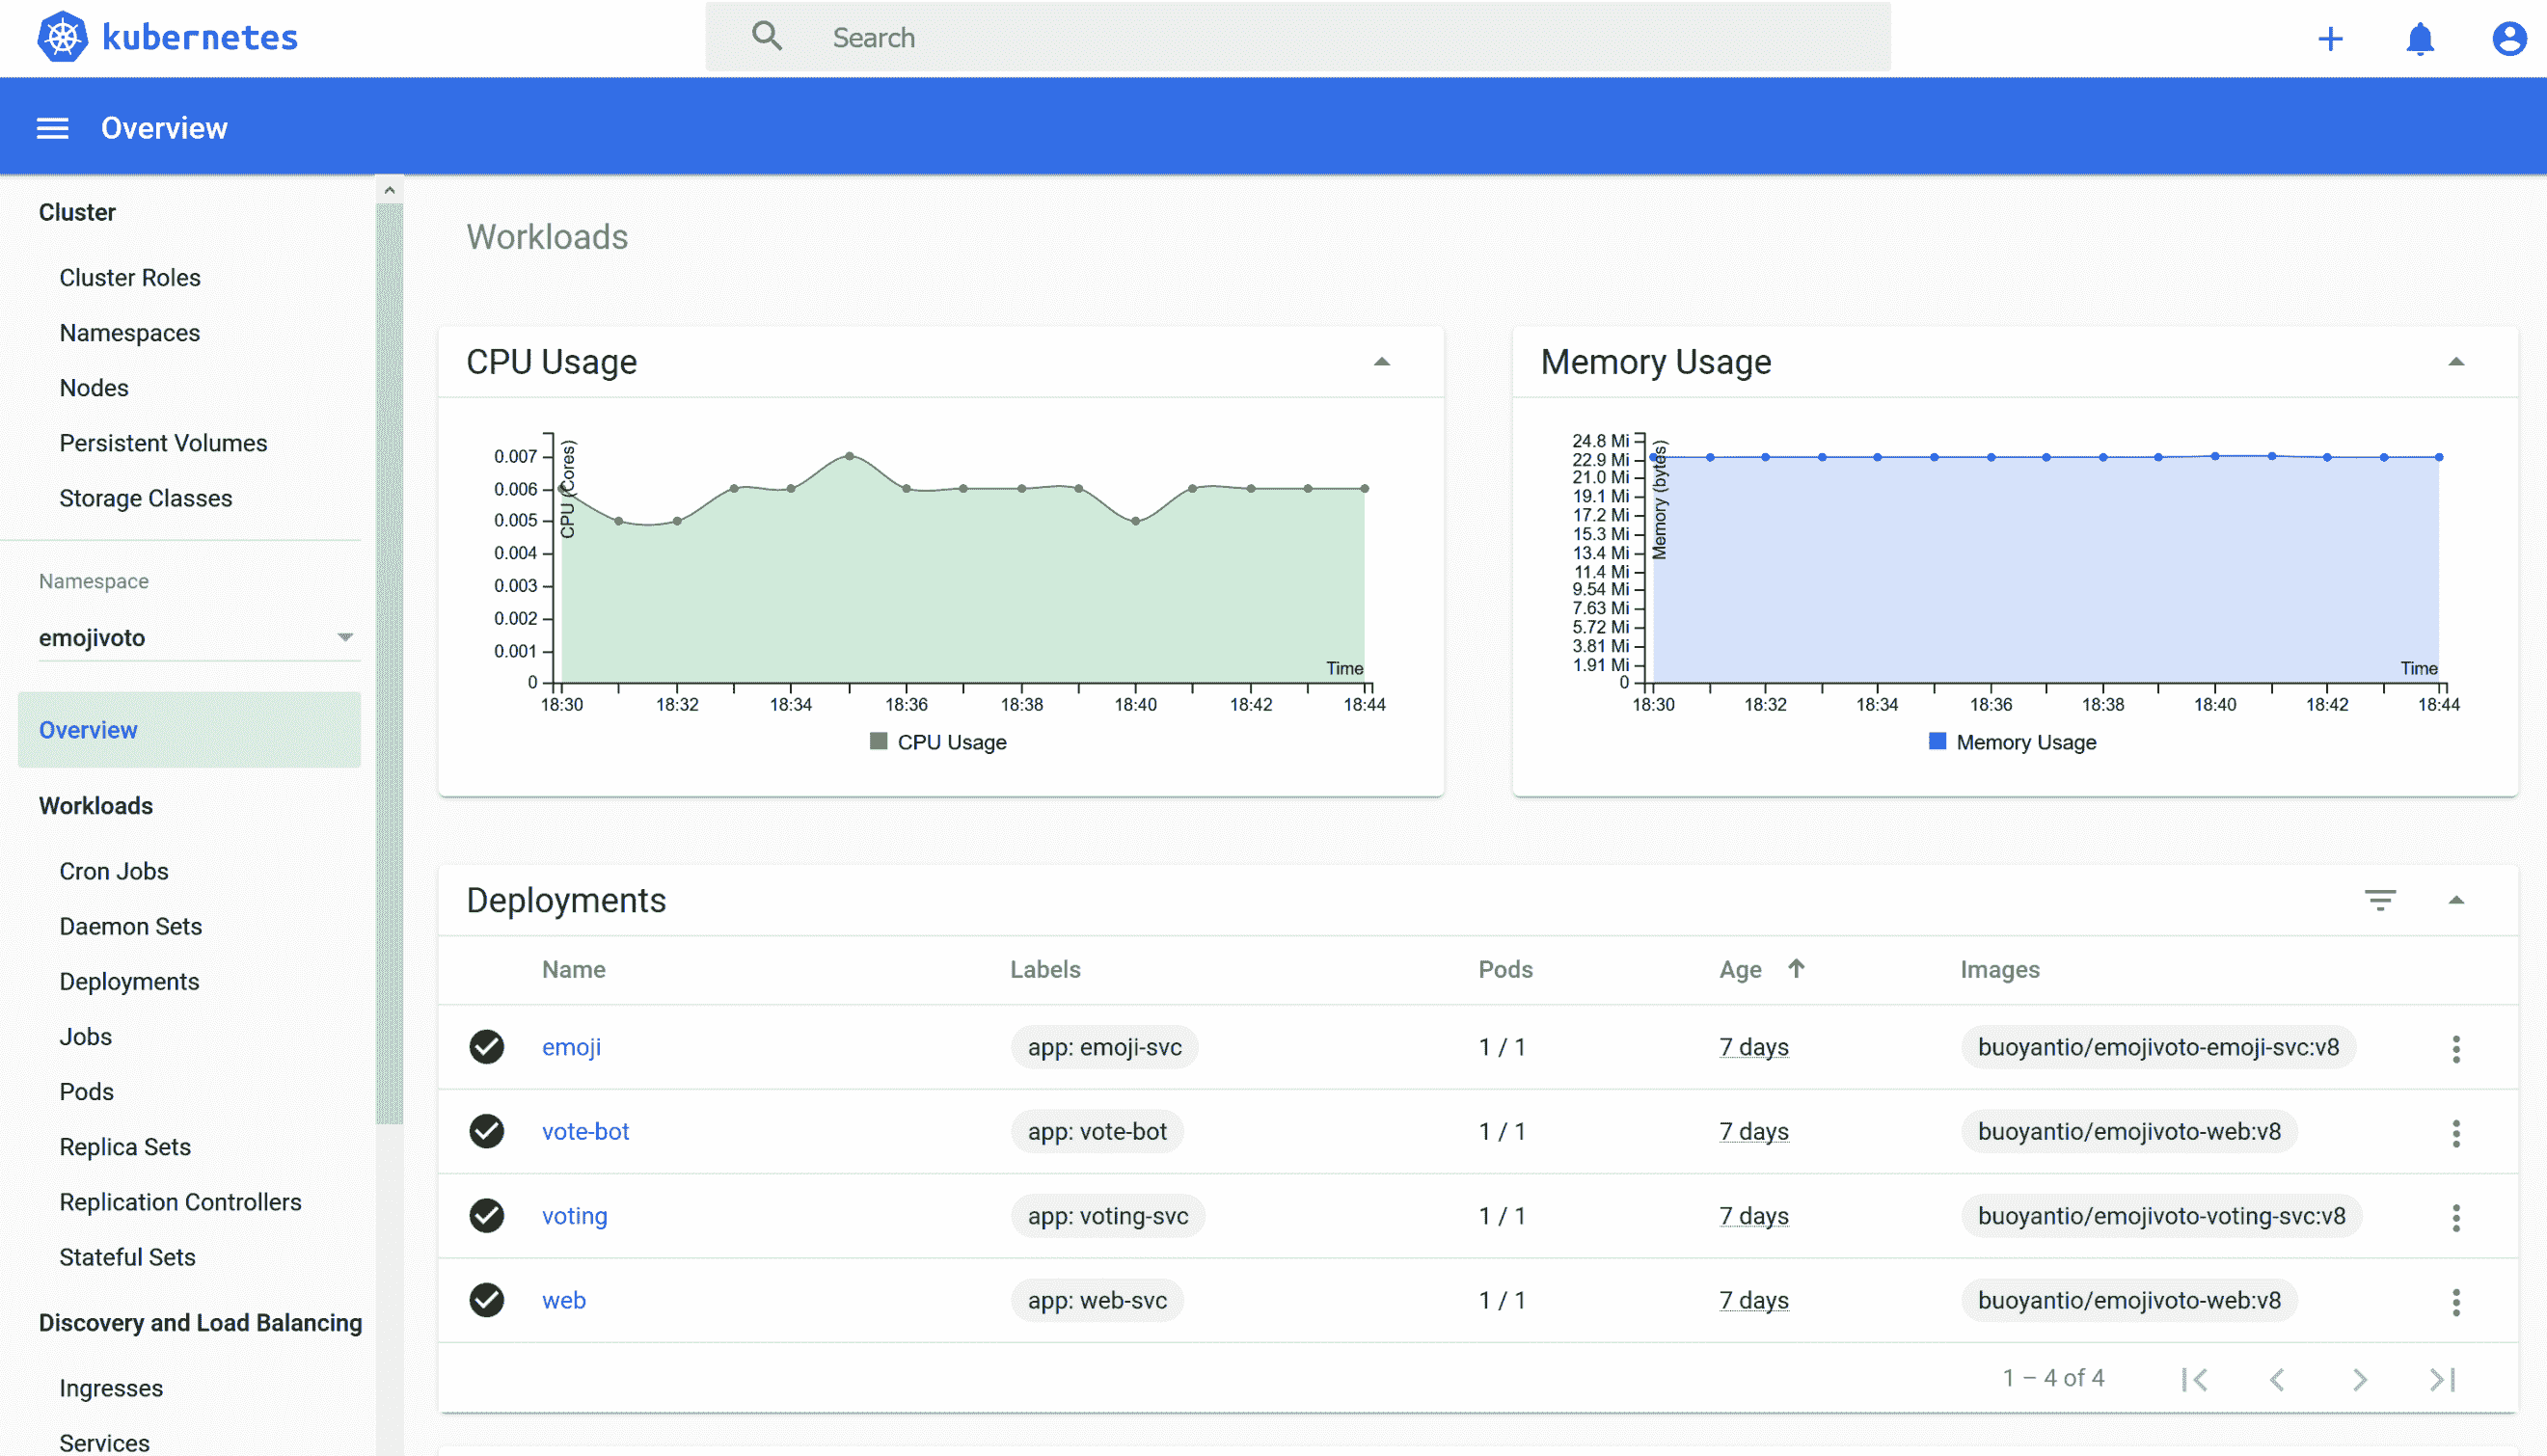 kubernetes
Search
Overview
Cluster
Cluster Roles
Namespaces
Nodes
Persistent Volumes
Storage Classes
Namespace
emojivoto
Overview
Workloads
Cron Jobs
Daemon Sets
Deployments
Jobs
Pods
Replica Sets
Replication Controllers
Stateful Sets
Discovery and Load Balancing
Ingresses
Services
Workloads
CPU Usage
CPU (Cores)
0.007
0.006
0.005
0.004
0.003
0.002
0.001
0
Time
18:30 18:32 18:34 18:36 18:38 18:40 18:42 18:44
CPU Usage
Memory Usage
Memory (bytes)
24.8 Mi
22.9 Mi
21.0 Mi
19.1 Mi
17.2 Mi
15.3 Mi
13.4 Mi
11.4 Mi
9.54 Mi
7.63 Mi
5.72 Mi
3.81 Mi
1.91 Mi
0
Time
18:30 18:32 18:34 18:36 18:38 18:40 18:42 18:44
Memory Usage
Deployments
Name Labels Pods Age Images
emoji app: emoji-svc 1 / 1 7 days buoyantio/emojivoto-emoji-svc:v8
vote-bot app: vote-bot 1 / 1 7 days buoyantio/emojivoto-web:v8
voting app: voting-svc 1 / 1 7 days buoyantio/emojivoto-voting-svc:v8
web app: web-svc 1 / 1 7 days buoyantio/emojivoto-web:v8
1 – 4 of 4